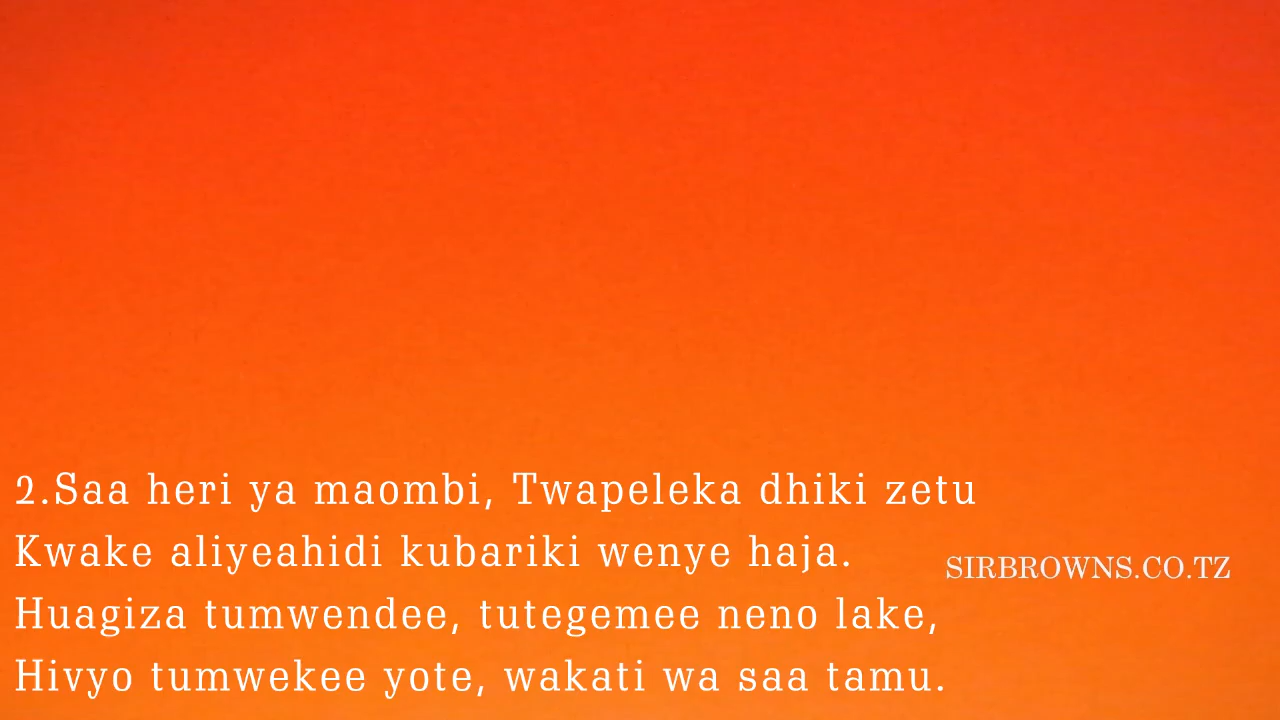 2.Saa heri ya maombi, Twapeleka dhiki zetu
Kwake aliyeahidi kubariki wenye haja.
SIRBROWNS.CO.TZ
Huagiza tumwendee, tutegemee neno lake,
Hivyo tumwekee yote, wakati wa saa tamu.